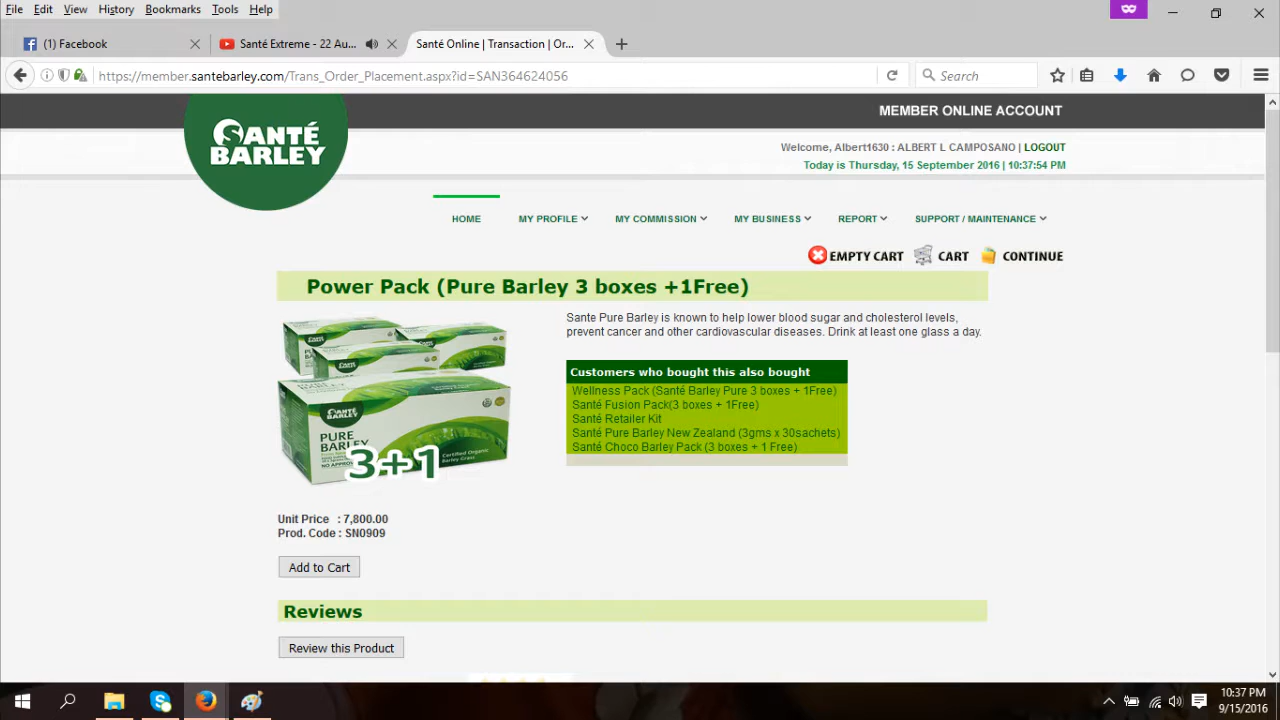 File Edit View History Bookmarks Tools Help
(1) Facebook
Santé Extreme - 22 Au...
Santé Online | Transaction | Or...
https://member.santebarley.com/Trans_Order_Placement.aspx?id=SAN364624056
Search
SANTÉ
BARLEY
MEMBER ONLINE ACCOUNT
Welcome, Albert1630 : ALBERT L CAMPOSANO | LOGOUT
Today is Thursday, 15 September 2016 | 10:37:54 PM
HOME MY PROFILE MY COMMISSION MY BUSINESS REPORT SUPPORT / MAINTENANCE
EMPTY CART CART CONTINUE
Power Pack (Pure Barley 3 boxes +1Free)
SANTÉ
BARLEY
PURE
BARLEY
Certified Organic
Barley Grass
3+1
Sante Pure Barley is known to help lower blood sugar and cholesterol levels,
prevent cancer and other cardiovascular diseases. Drink at least one glass a day.
Customers who bought this also bought
Wellness Pack (Santé Barley Pure 3 boxes + 1Free)
Santé Fusion Pack(3 boxes + 1Free)
Santé Retailer Kit
Santé Pure Barley New Zealand (3gms x 30sachets)
Santé Choco Barley Pack (3 boxes + 1 Free)
Unit Price : 7,800.00
Prod. Code : SN0909
Add to Cart
Reviews
Review this Product
10:37 PM
9/15/2016